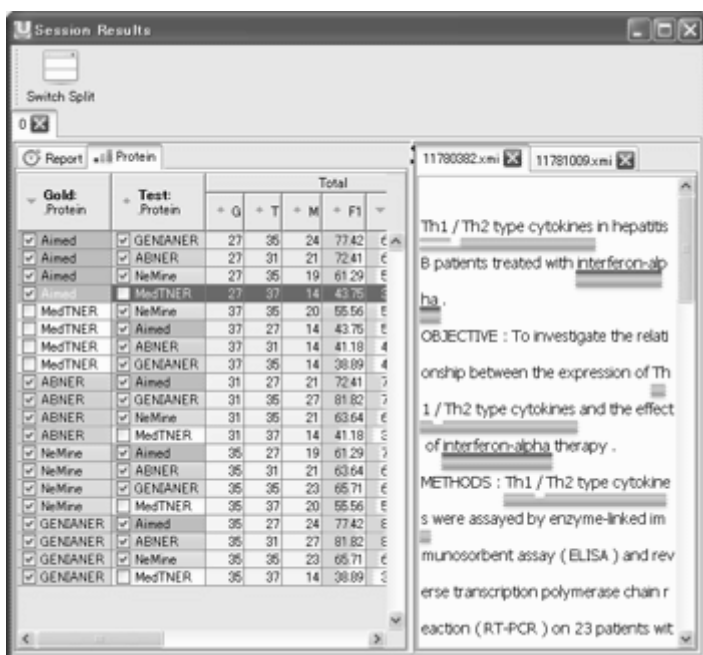 Session Results
Switch Split
0
Report Protein
Total
Gold: Protein Test: Protein G T M F1
Aimed GENIANER 27 35 24 77.42
Aimed ABNER 27 31 21 72.41
Aimed NeMine 27 35 19 61.29
Aimed MedTNER 27 37 14 43.75
MedTNER NeMine 37 35 20 55.56
MedTNER Aimed 37 27 14 43.75
MedTNER ABNER 37 31 14 41.18
MedTNER GENIANER 37 35 14 38.89
ABNER Aimed 31 27 21 72.41
ABNER GENIANER 31 35 27 81.82
ABNER NeMine 31 35 21 63.64
ABNER MedTNER 31 37 14 41.18
NeMine Aimed 35 27 19 61.29
NeMine ABNER 35 31 21 63.64
NeMine GENIANER 35 35 23 65.71
NeMine MedTNER 35 37 20 55.56
GENIANER Aimed 35 27 24 77.42
GENIANER ABNER 35 31 27 81.82
GENIANER NeMine 35 35 23 65.71
GENIANER MedTNER 35 37 14 38.89
11780382.xmi 11781009.xmi
Th1 / Th2 type cytokines in hepatitis
B patients treated with interferon-alp
ha .
OBJECTIVE : To investigate the relati
onship between the expression of Th
1 / Th2 type cytokines and the effect
of interferon-alpha therapy .
METHODS : Th1 / Th2 type cytokine
s were assayed by enzyme-linked im
munosorbent assay ( ELISA ) and rev
erse transcription polymerase chain r
eaction ( RT-PCR ) on 23 patients wit